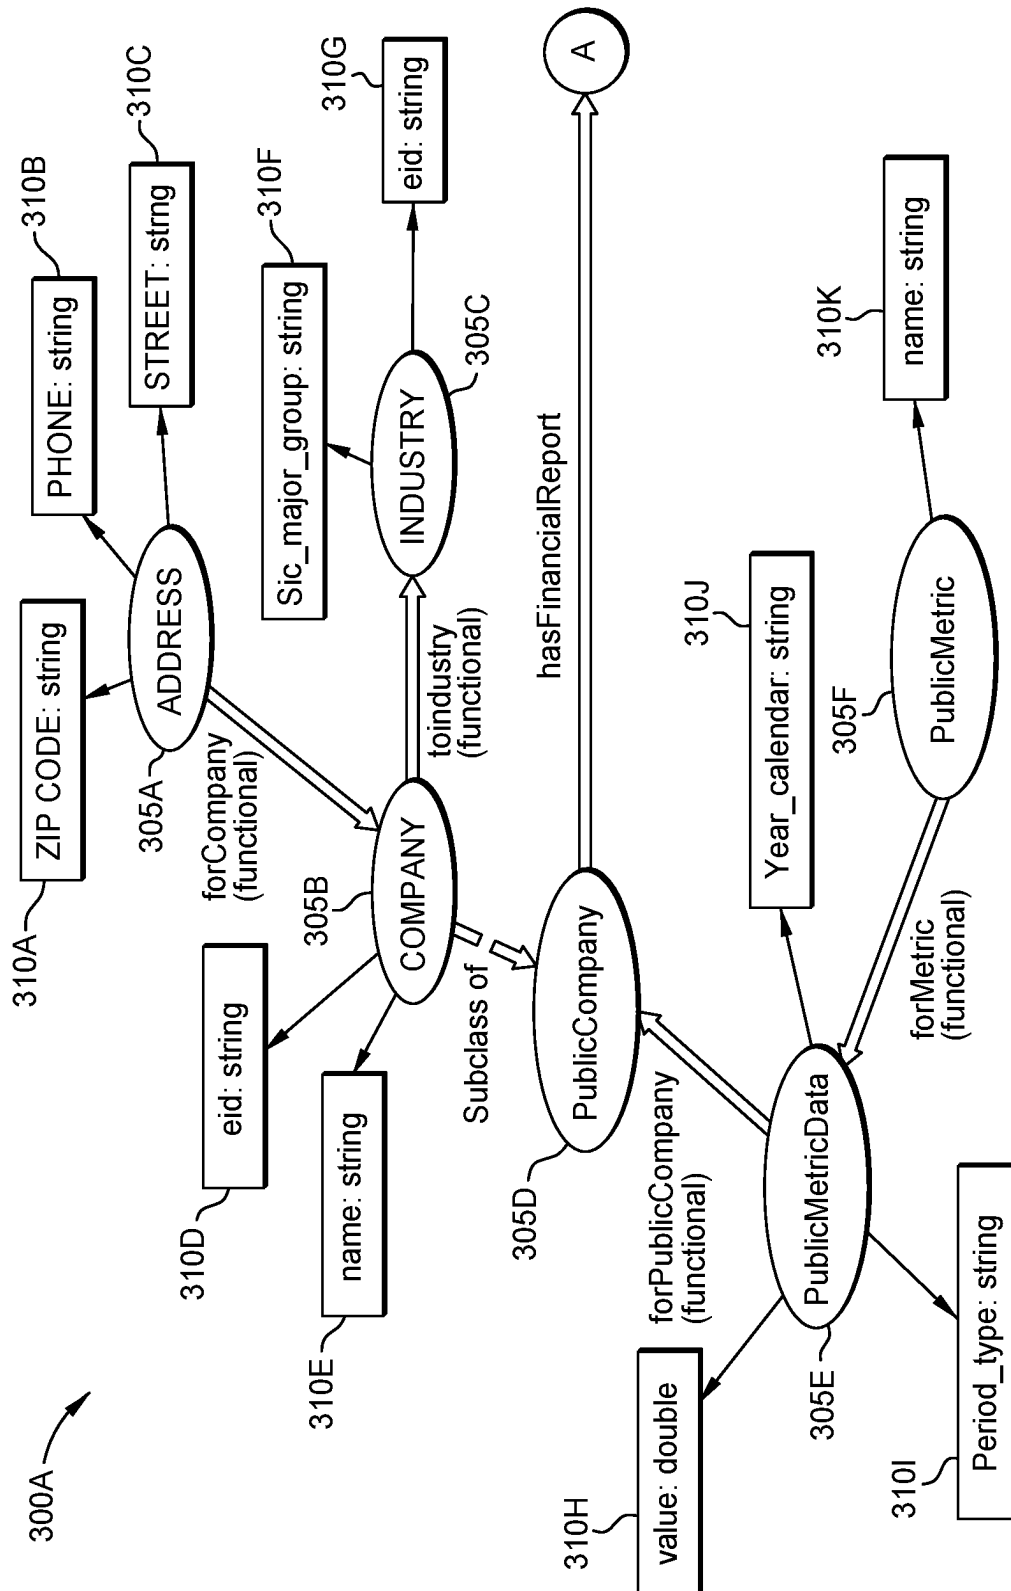 300A
310A
ZIP CODE: string
310B
PHONE: string
310C
STREET: strng
ADDRESS
305A
forCompany
(functional)
310D
eid: string
310E
name: string
305B
COMPANY
toindustry
(functional)
310F
Sic_major_group: string
310G
eid: string
INDUSTRY
305C
Subclass of
PublicCompany
305D
hasFinancialReport
A
forPublicCompany
(functional)
310H
value: double
PublicMetricData
305E
310I
Period_type: string
310J
Year_calendar: string
forMetric
(functional)
305F
PublicMetric
310K
name: string